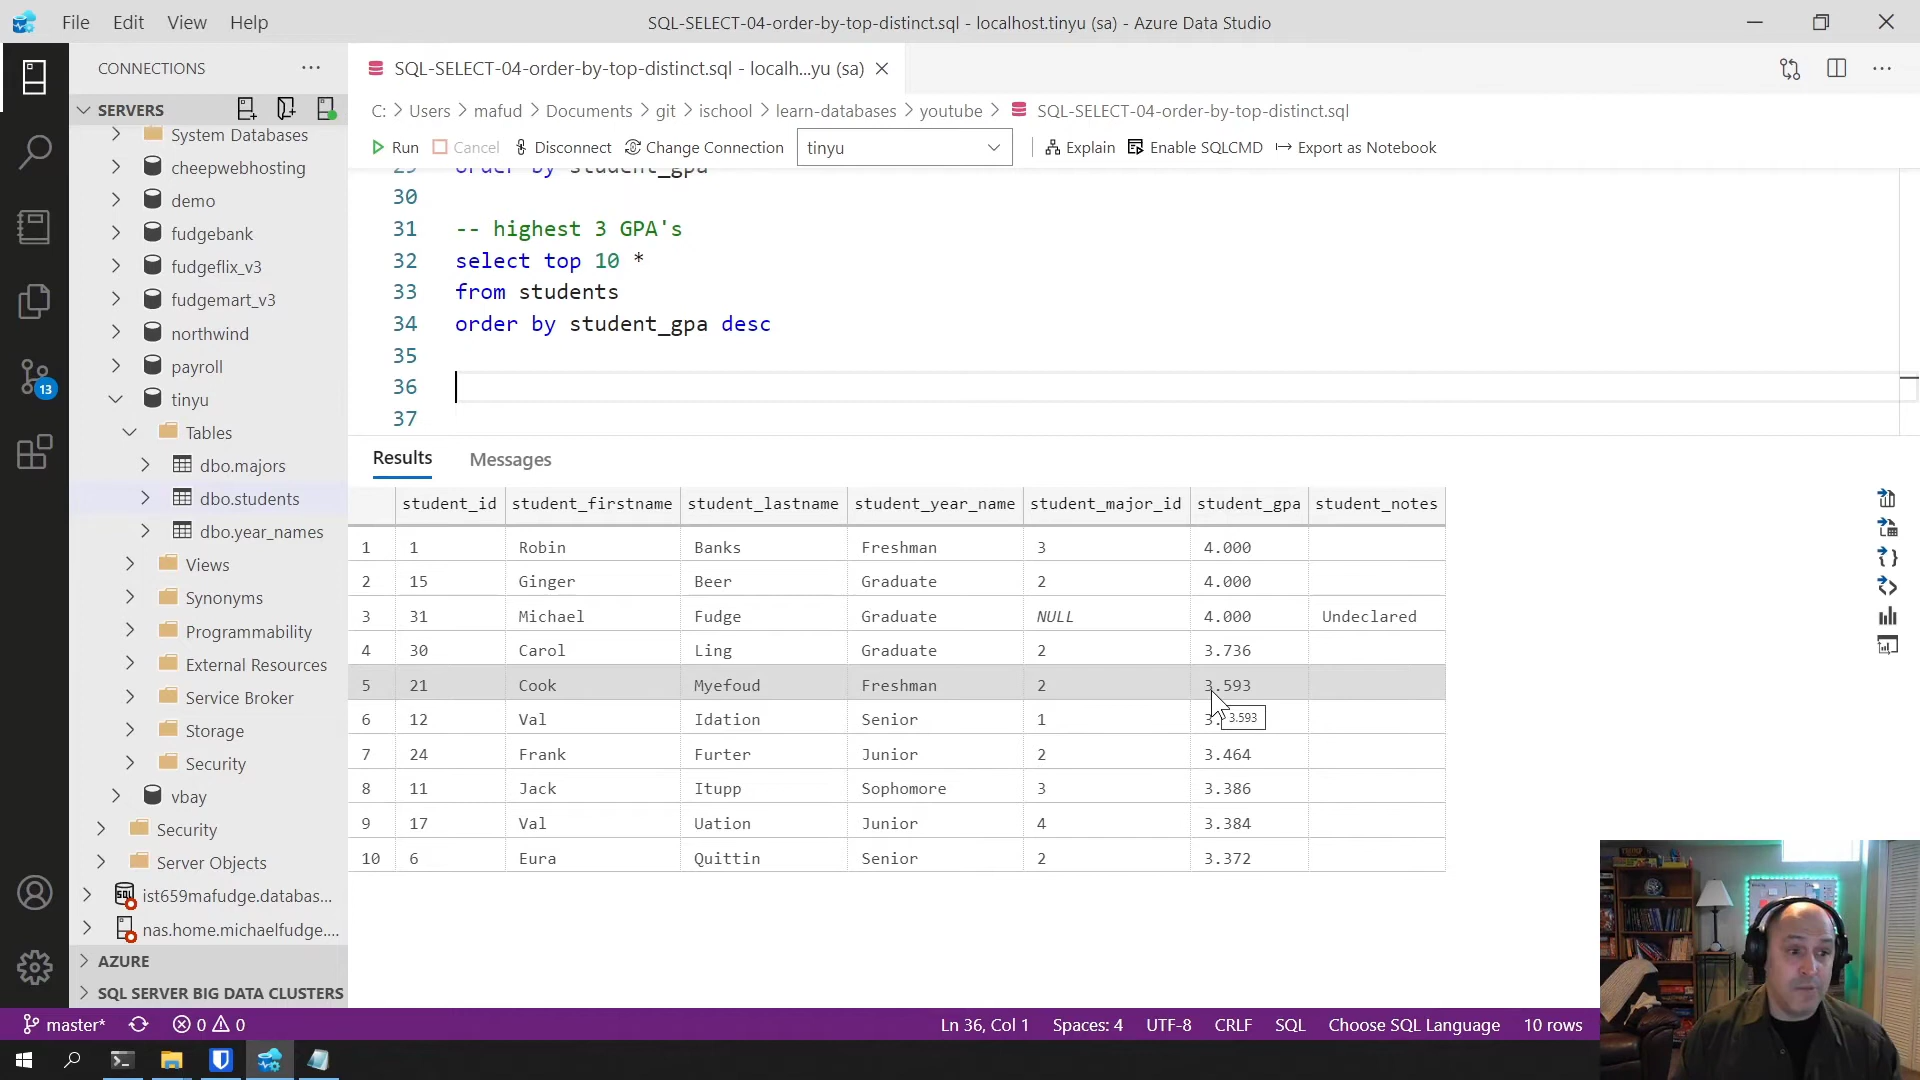 File Edit View Help
SQL-SELECT-04-order-by-top-distinct.sql - localhost.tinyu (sa) - Azure Data Studio
CONNECTIONS
SERVERS
System Databases
cheepwebhosting
demo
fudgebank
fudgeflix_v3
fudgemart_v3
northwind
payroll
tinyu
Tables
dbo.majors
dbo.students
dbo.year_names
Views
Synonyms
Programmability
External Resources
Service Broker
Storage
Security
vbay
Security
Server Objects
ist659mafudge.databas...
nas.home.michaelfudge....
AZURE
SQL SERVER BIG DATA CLUSTERS
13
SQL-SELECT-04-order-by-top-distinct.sql - localh...yu (sa)
C: > Users > mafud > Documents > git > ischool > learn-databases > youtube > SQL-SELECT-04-order-by-top-distinct.sql
Run Cancel Disconnect Change Connection tinyu Explain Enable SQLCMD Export as Notebook
29 order by student_gpa
30
31 -- highest 3 GPA's
32 select top 10 *
33 from students
34 order by student_gpa desc
35
36
37
Results Messages
student_id student_firstname student_lastname student_year_name student_major_id student_gpa student_notes
1 1 Robin Banks Freshman 3 4.000
2 15 Ginger Beer Graduate 2 4.000
3 31 Michael Fudge Graduate NULL 4.000 Undeclared
4 30 Carol Ling Graduate 2 3.736
5 21 Cook Myefoud Freshman 2 3.593
6 12 Val Idation Senior 1 3.
3.593
7 24 Frank Furter Junior 2 3.464
8 11 Jack Itupp Sophomore 3 3.386
9 17 Val Uation Junior 4 3.384
10 6 Eura Quittin Senior 2 3.372
master* 0 0 Ln 36, Col 1 Spaces: 4 UTF-8 CRLF SQL Choose SQL Language 10 rows